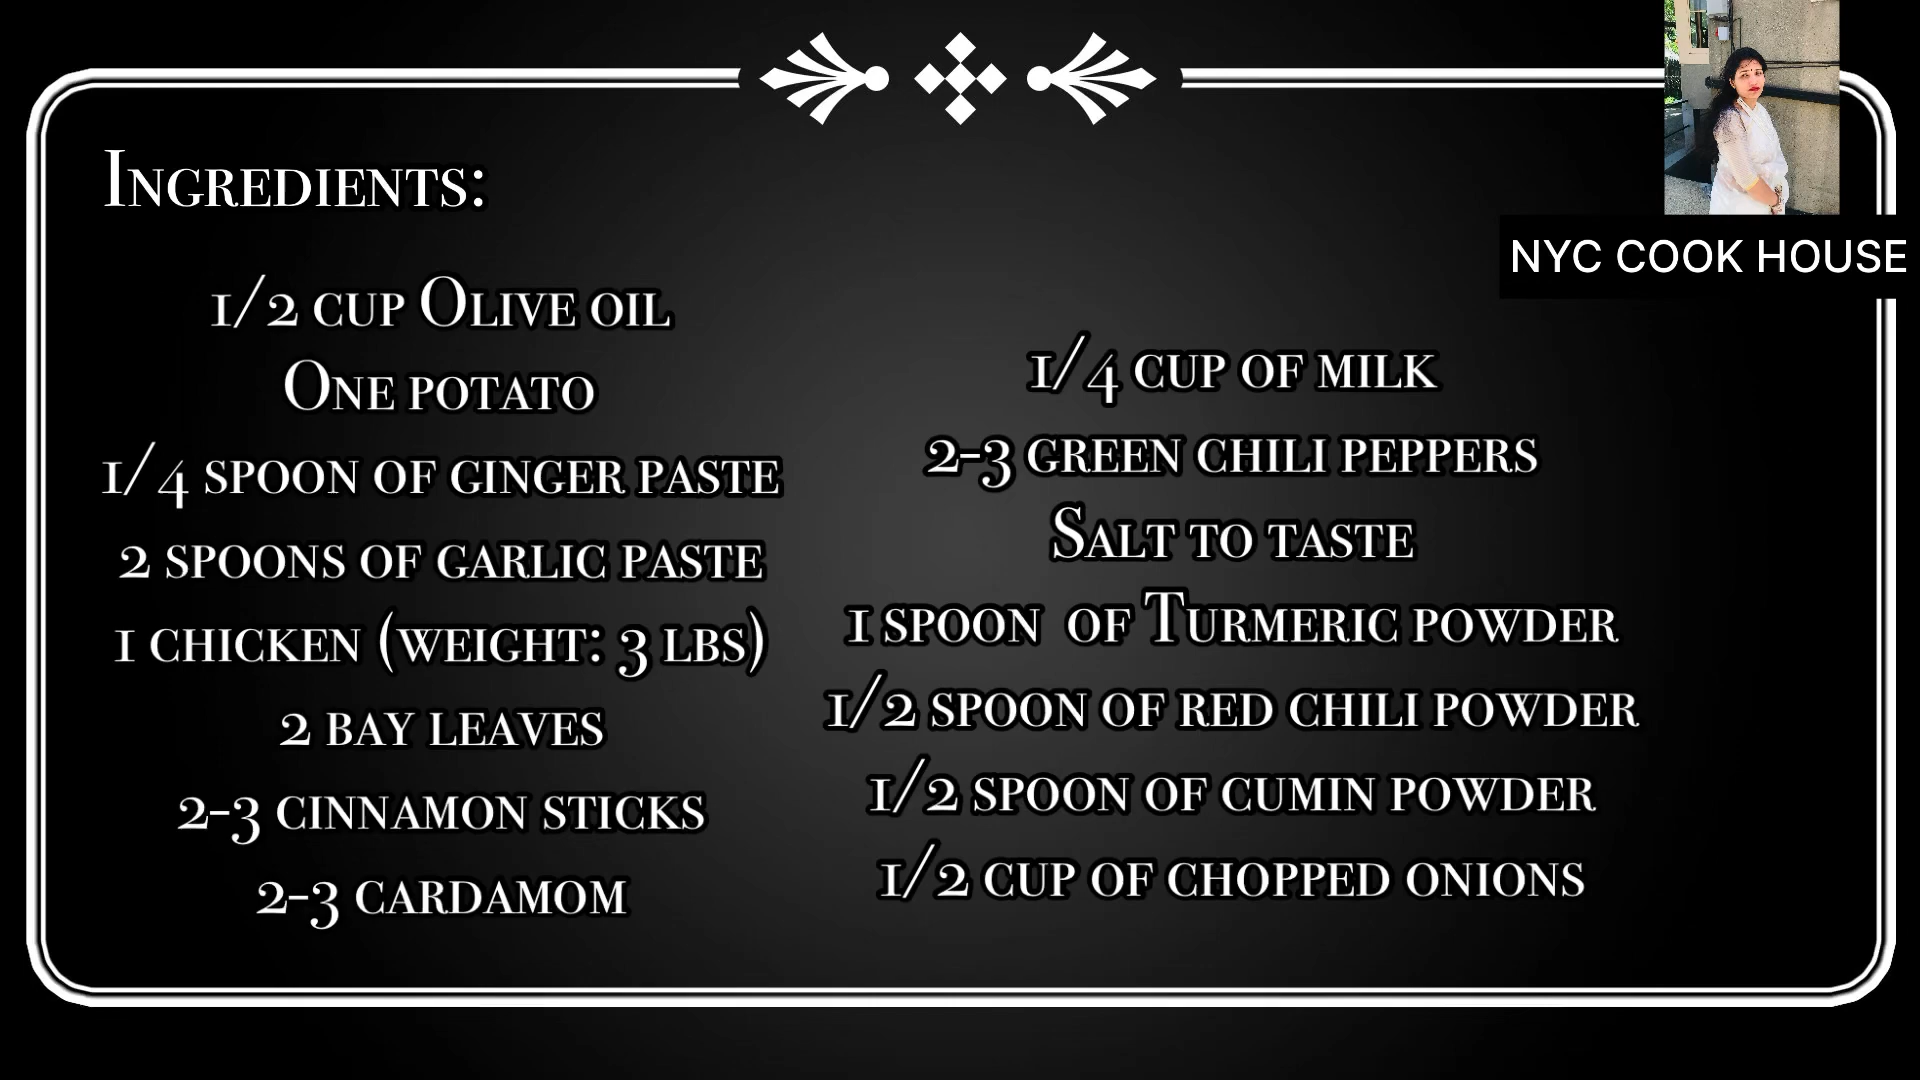 Ingredients:
1/2 cup Olive oil
One potato
1/4 spoon of ginger paste
2 spoons of garlic paste
1 chicken (weight: 3 lbs)
2 bay leaves
2-3 cinnamon sticks
2-3 cardamom
NYC COOK HOUSE
1/4 cup of milk
2-3 green chili peppers
Salt to taste
1 spoon of Turmeric powder
1/2 spoon of red chili powder
1/2 spoon of cumin powder
1/2 cup of chopped onions